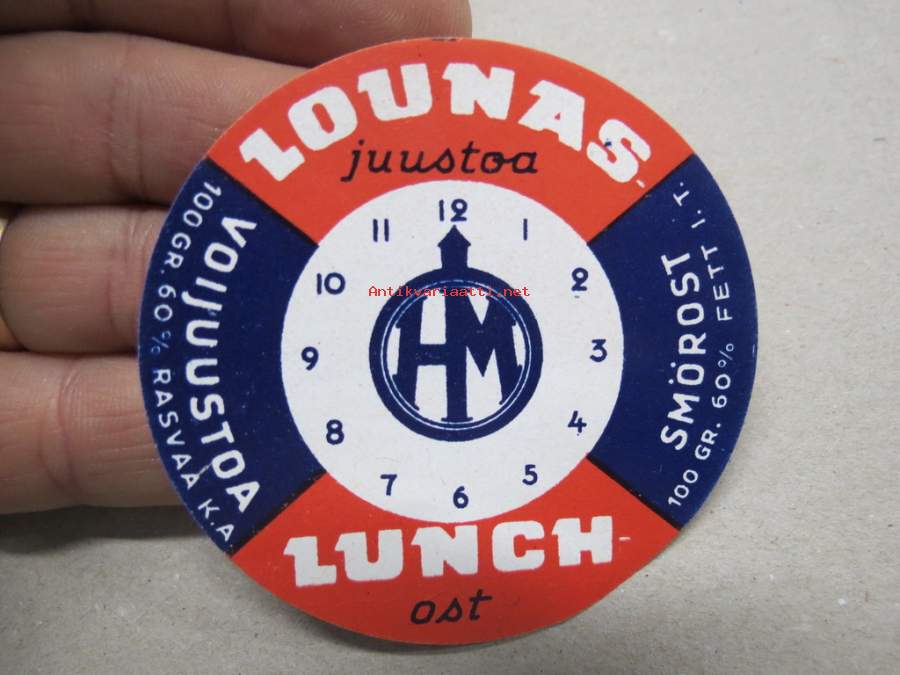 LOUNAS
juustoa
VOIJUUSTOA
100 GR. 60% RASVAA K.A.
SMÖROST
100 GR. 60% FETT I.T.
12
1
2
3
4
5
6
7
8
9
10
11
HM
Antikvariaatti.net
LUNCH
ost